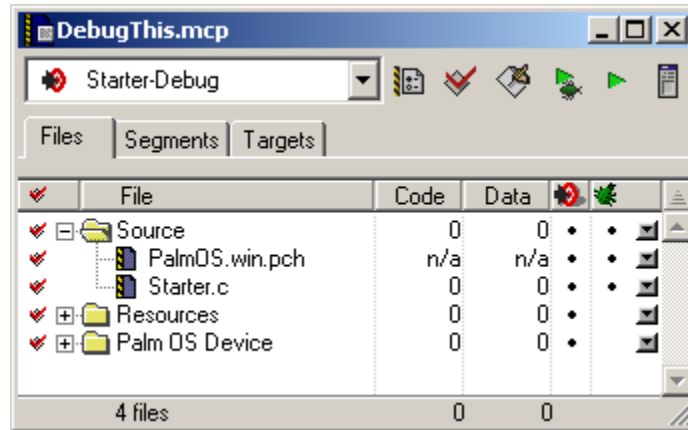 DebugThis.mcp
Starter-Debug
Files Segments Targets
File Code Data
Source 0 0
PalmOS.win.pch n/a n/a
Starter.c 0 0
Resources 0 0
Palm OS Device 0 0
4 files 0 0